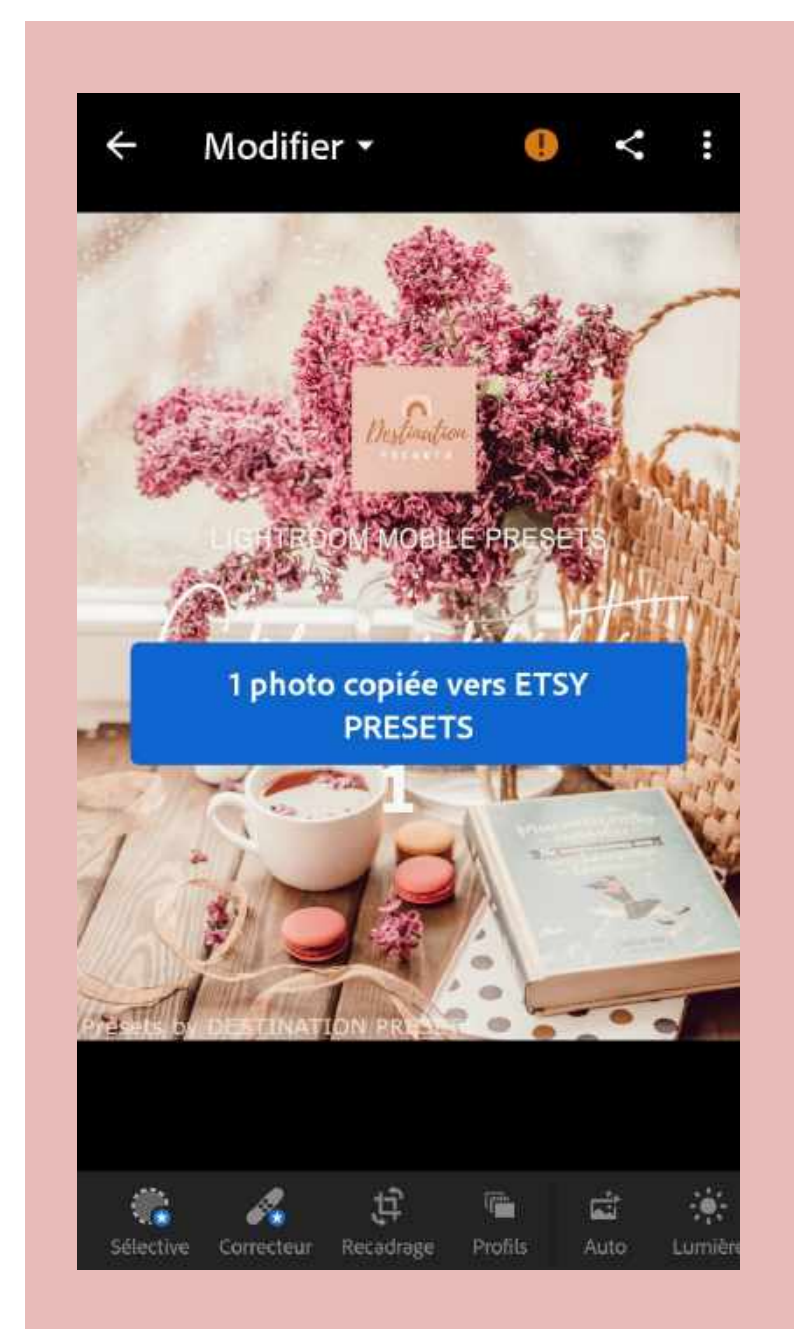 Modifier
Destination
PRESETS
LIGHTROOM MOBILE PRESETS
1 photo copiée vers ETSY
PRESETS
1
Presets by DESTINATION
Sélective Correcteur Recadrage Profils Auto Lumière